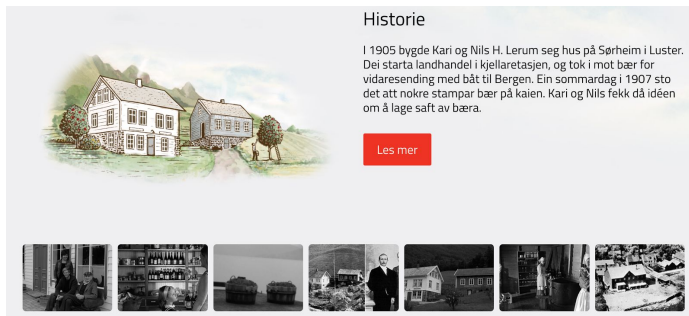 Historie
I 1905 bygde Kari og Nils H. Lerum seg hus på Sørheim i Luster.
Dei starta landhandel i kjellaretasjen, og tok i mot bær for
vidaresending med båt til Bergen. Ein sommardag i 1907 sto
det att nokre stampar bær på kaien. Kari og Nils fekk då idéen
om å lage saft av bæra.
Les mer